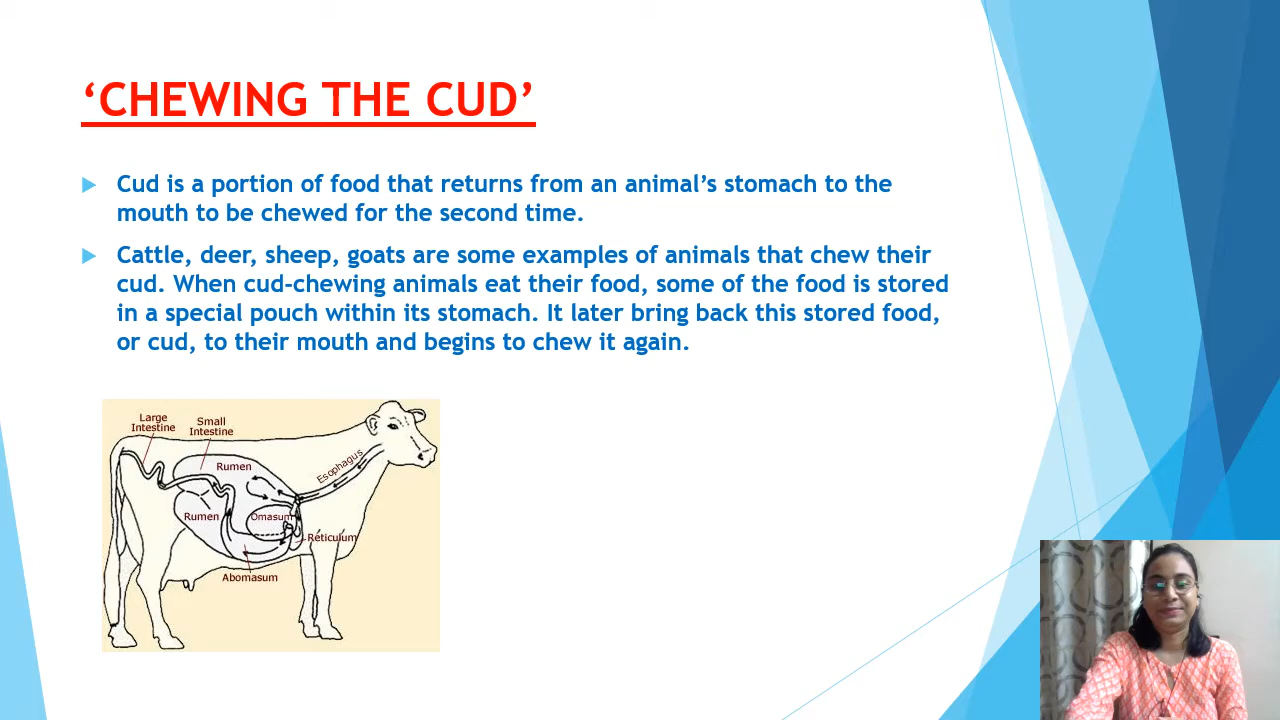 ‘CHEWING THE CUD’
Cud is a portion of food that returns from an animal’s stomach to the
mouth to be chewed for the second time.
Cattle, deer, sheep, goats are some examples of animals that chew their
cud. When cud-chewing animals eat their food, some of the food is stored
in a special pouch within its stomach. It later bring back this stored food,
or cud, to their mouth and begins to chew it again.
Large
Intestine
Small
Intestine
Rumen
Esophagus
Rumen
Omasum
Reticulum
Abomasum